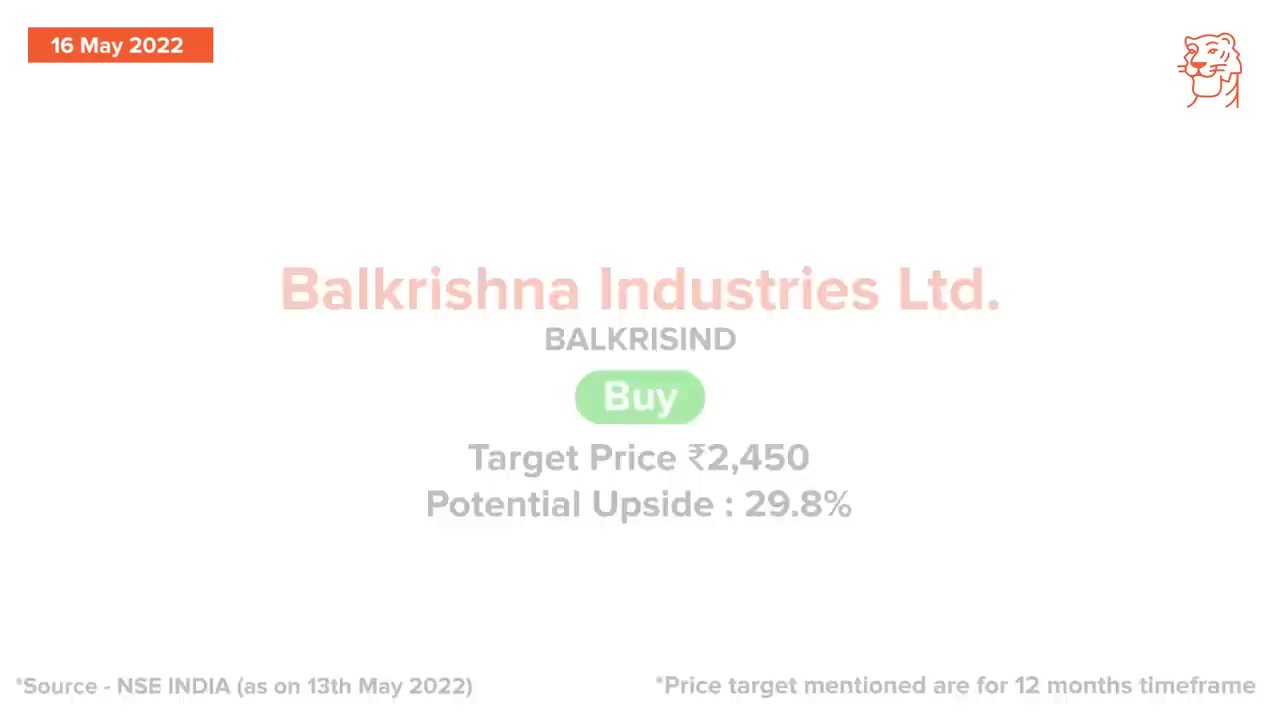 16 May 2022
Balkrishna Industries Ltd.
BALKRISIND
Buy
Target Price ₹2,450
Potential Upside : 29.8%
*Source - NSE INDIA (as on 13th May 2022)
*Price target mentioned are for 12 months timeframe